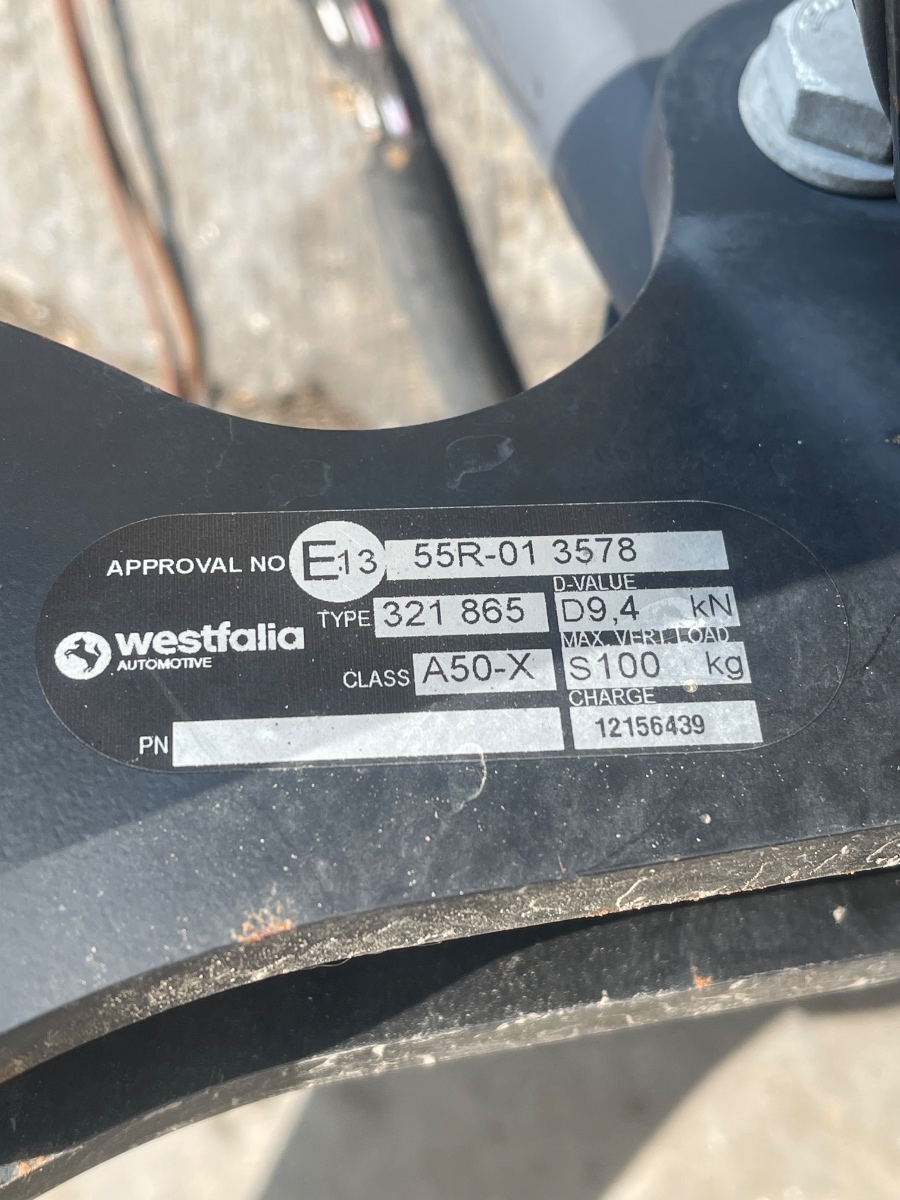 APPROVAL NO E13 55R-01 3578
D-VALUE
TYPE 321 865 D9,4 kN
MAX. VERT. LOAD
westfalia
AUTOMOTIVE
CLASS A50-X S100 kg
CHARGE
PN 12156439